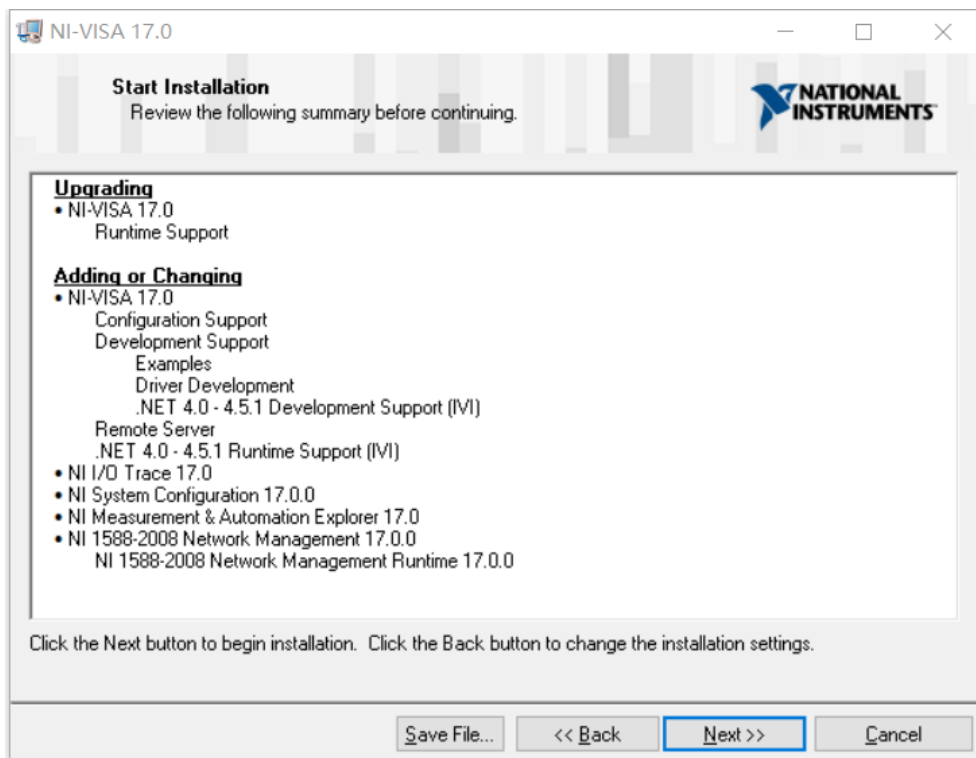 NI-VISA 17.0
Start Installation
Review the following summary before continuing.
NATIONAL
INSTRUMENTS
Upgrading
• NI-VISA 17.0
Runtime Support
Adding or Changing
• NI-VISA 17.0
Configuration Support
Development Support
Examples
Driver Development
.NET 4.0 - 4.5.1 Development Support (IVI)
Remote Server
.NET 4.0 - 4.5.1 Runtime Support (IVI)
• NI I/O Trace 17.0
• NI System Configuration 17.0.0
• NI Measurement & Automation Explorer 17.0
• NI 1588-2008 Network Management 17.0.0
NI 1588-2008 Network Management Runtime 17.0.0
Click the Next button to begin installation. Click the Back button to change the installation settings.
Save File... << Back Next >> Cancel